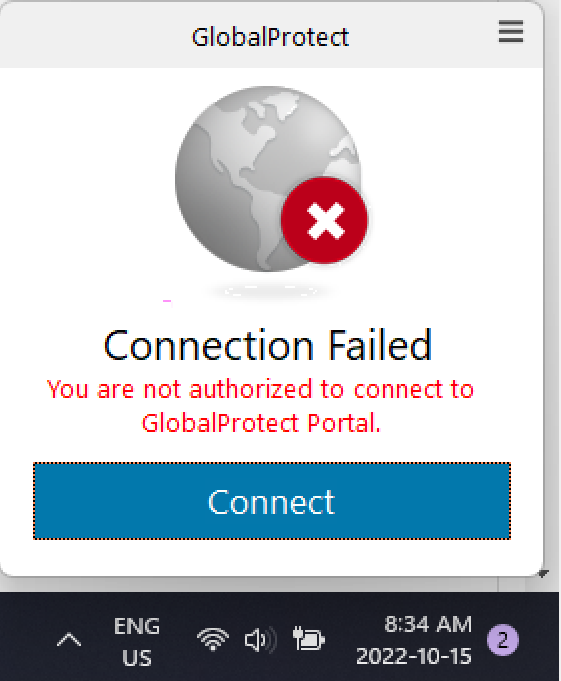 GlobalProtect
Connection Failed
You are not authorized to connect to
GlobalProtect Portal.
Connect
ENG
US
8:34 AM
2022-10-15
2